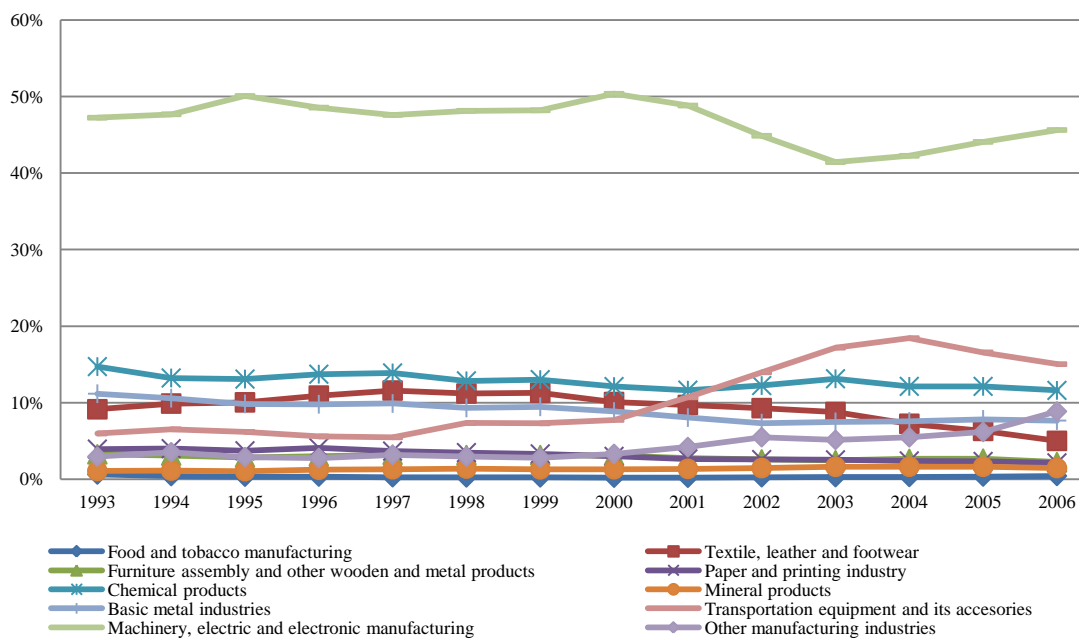 60%
50%
40%
30%
20%
10%
0%
1993 1994 1995 1996 1997 1998 1999 2000 2001 2002 2003 2004 2005 2006
Food and tobacco manufacturing Textile, leather and footwear
Furniture assembly and other wooden and metal products Paper and printing industry
Chemical products Mineral products
Basic metal industries Transportation equipment and its accesories
Machinery, electric and electronic manufacturing Other manufacturing industries